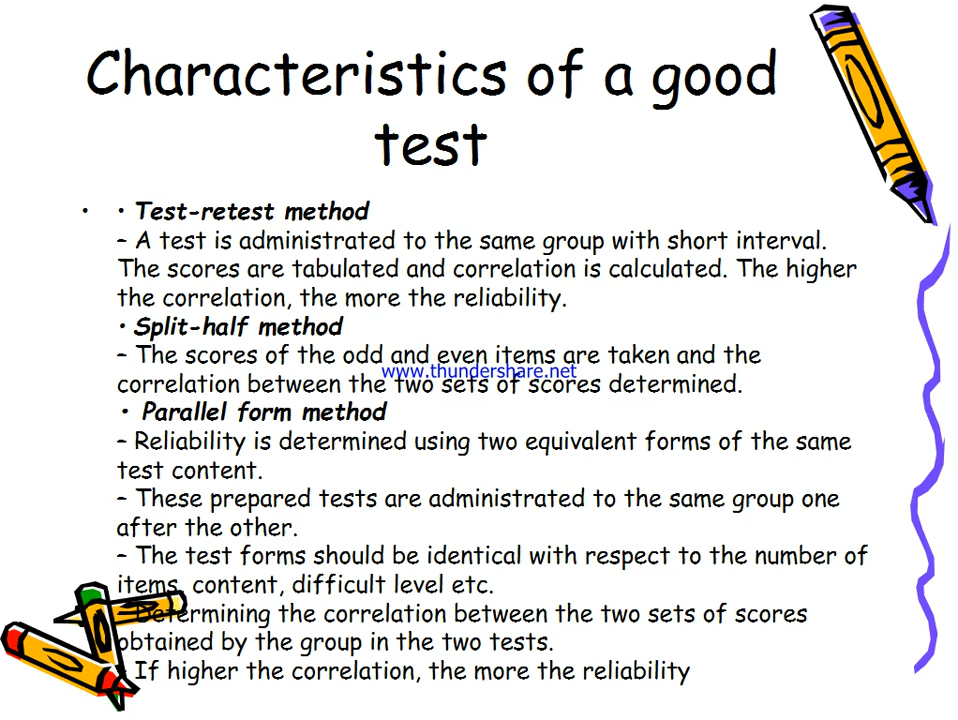 Characteristics of a good
test
• • Test-retest method
– A test is administrated to the same group with short interval.
The scores are tabulated and correlation is calculated. The higher
the correlation, the more the reliability.
• Split-half method
– The scores of the odd and even items are taken and the
www.thundershare.net
correlation between the two sets of scores determined.
• Parallel form method
– Reliability is determined using two equivalent forms of the same
test content.
– These prepared tests are administrated to the same group one
after the other.
– The test forms should be identical with respect to the number of
items, content, difficult level etc.
– Determining the correlation between the two sets of scores
obtained by the group in the two tests.
– If higher the correlation, the more the reliability